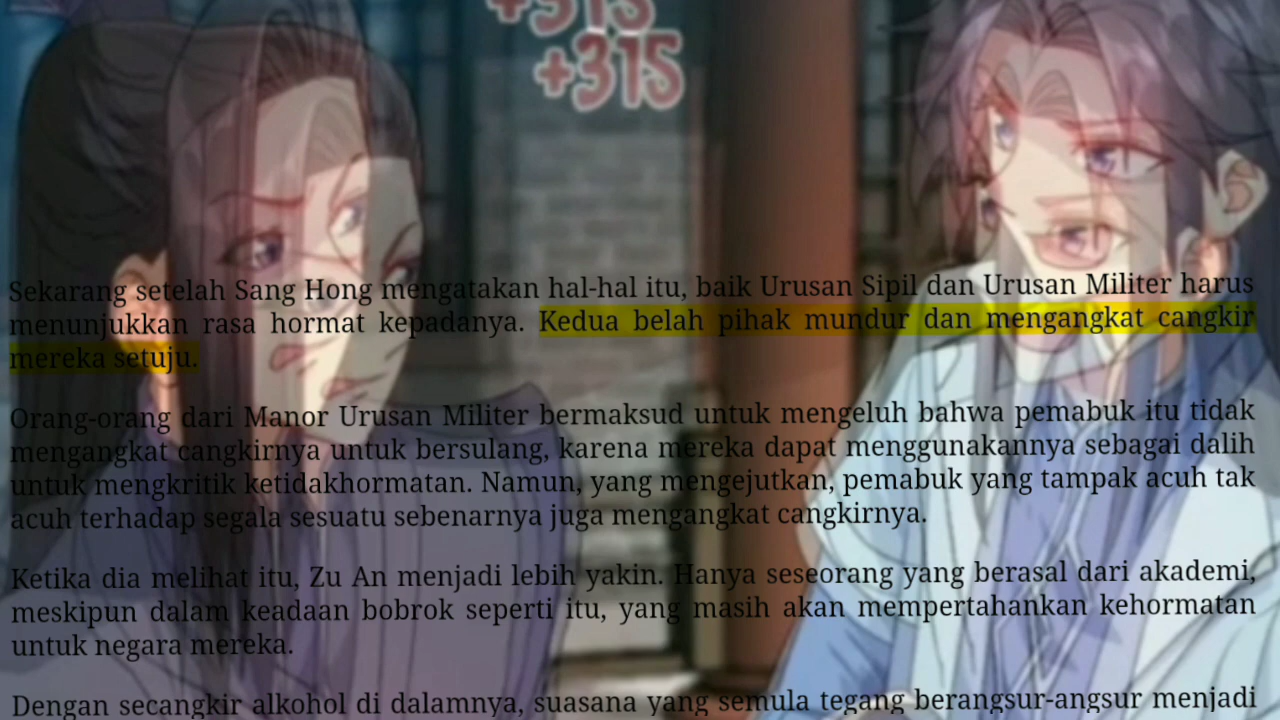 +315
+315
Sekarang setelah Sang Hong mengatakan hal-hal itu, baik Urusan Sipil dan Urusan Militer harus
menunjukkan rasa hormat kepadanya. Kedua belah pihak mundur dan mengangkat cangkir
mereka setuju.
Orang-orang dari Manor Urusan Militer bermaksud untuk mengeluh bahwa pemabuk itu tidak
mengangkat cangkirnya untuk bersulang, karena mereka dapat menggunakannya sebagai dalih
untuk mengkritik ketidakhormatan. Namun, yang mengejutkan, pemabuk yang tampak acuh tak
acuh terhadap segala sesuatu sebenarnya juga mengangkat cangkirnya.
Ketika dia melihat itu, Zu An menjadi lebih yakin. Hanya seseorang yang berasal dari akademi,
meskipun dalam keadaan bobrok seperti itu, yang masih akan mempertahankan kehormatan
untuk negara mereka.
Dengan secangkir alkohol di dalamnya, suasana yang semula tegang berangsur-angsur menjadi